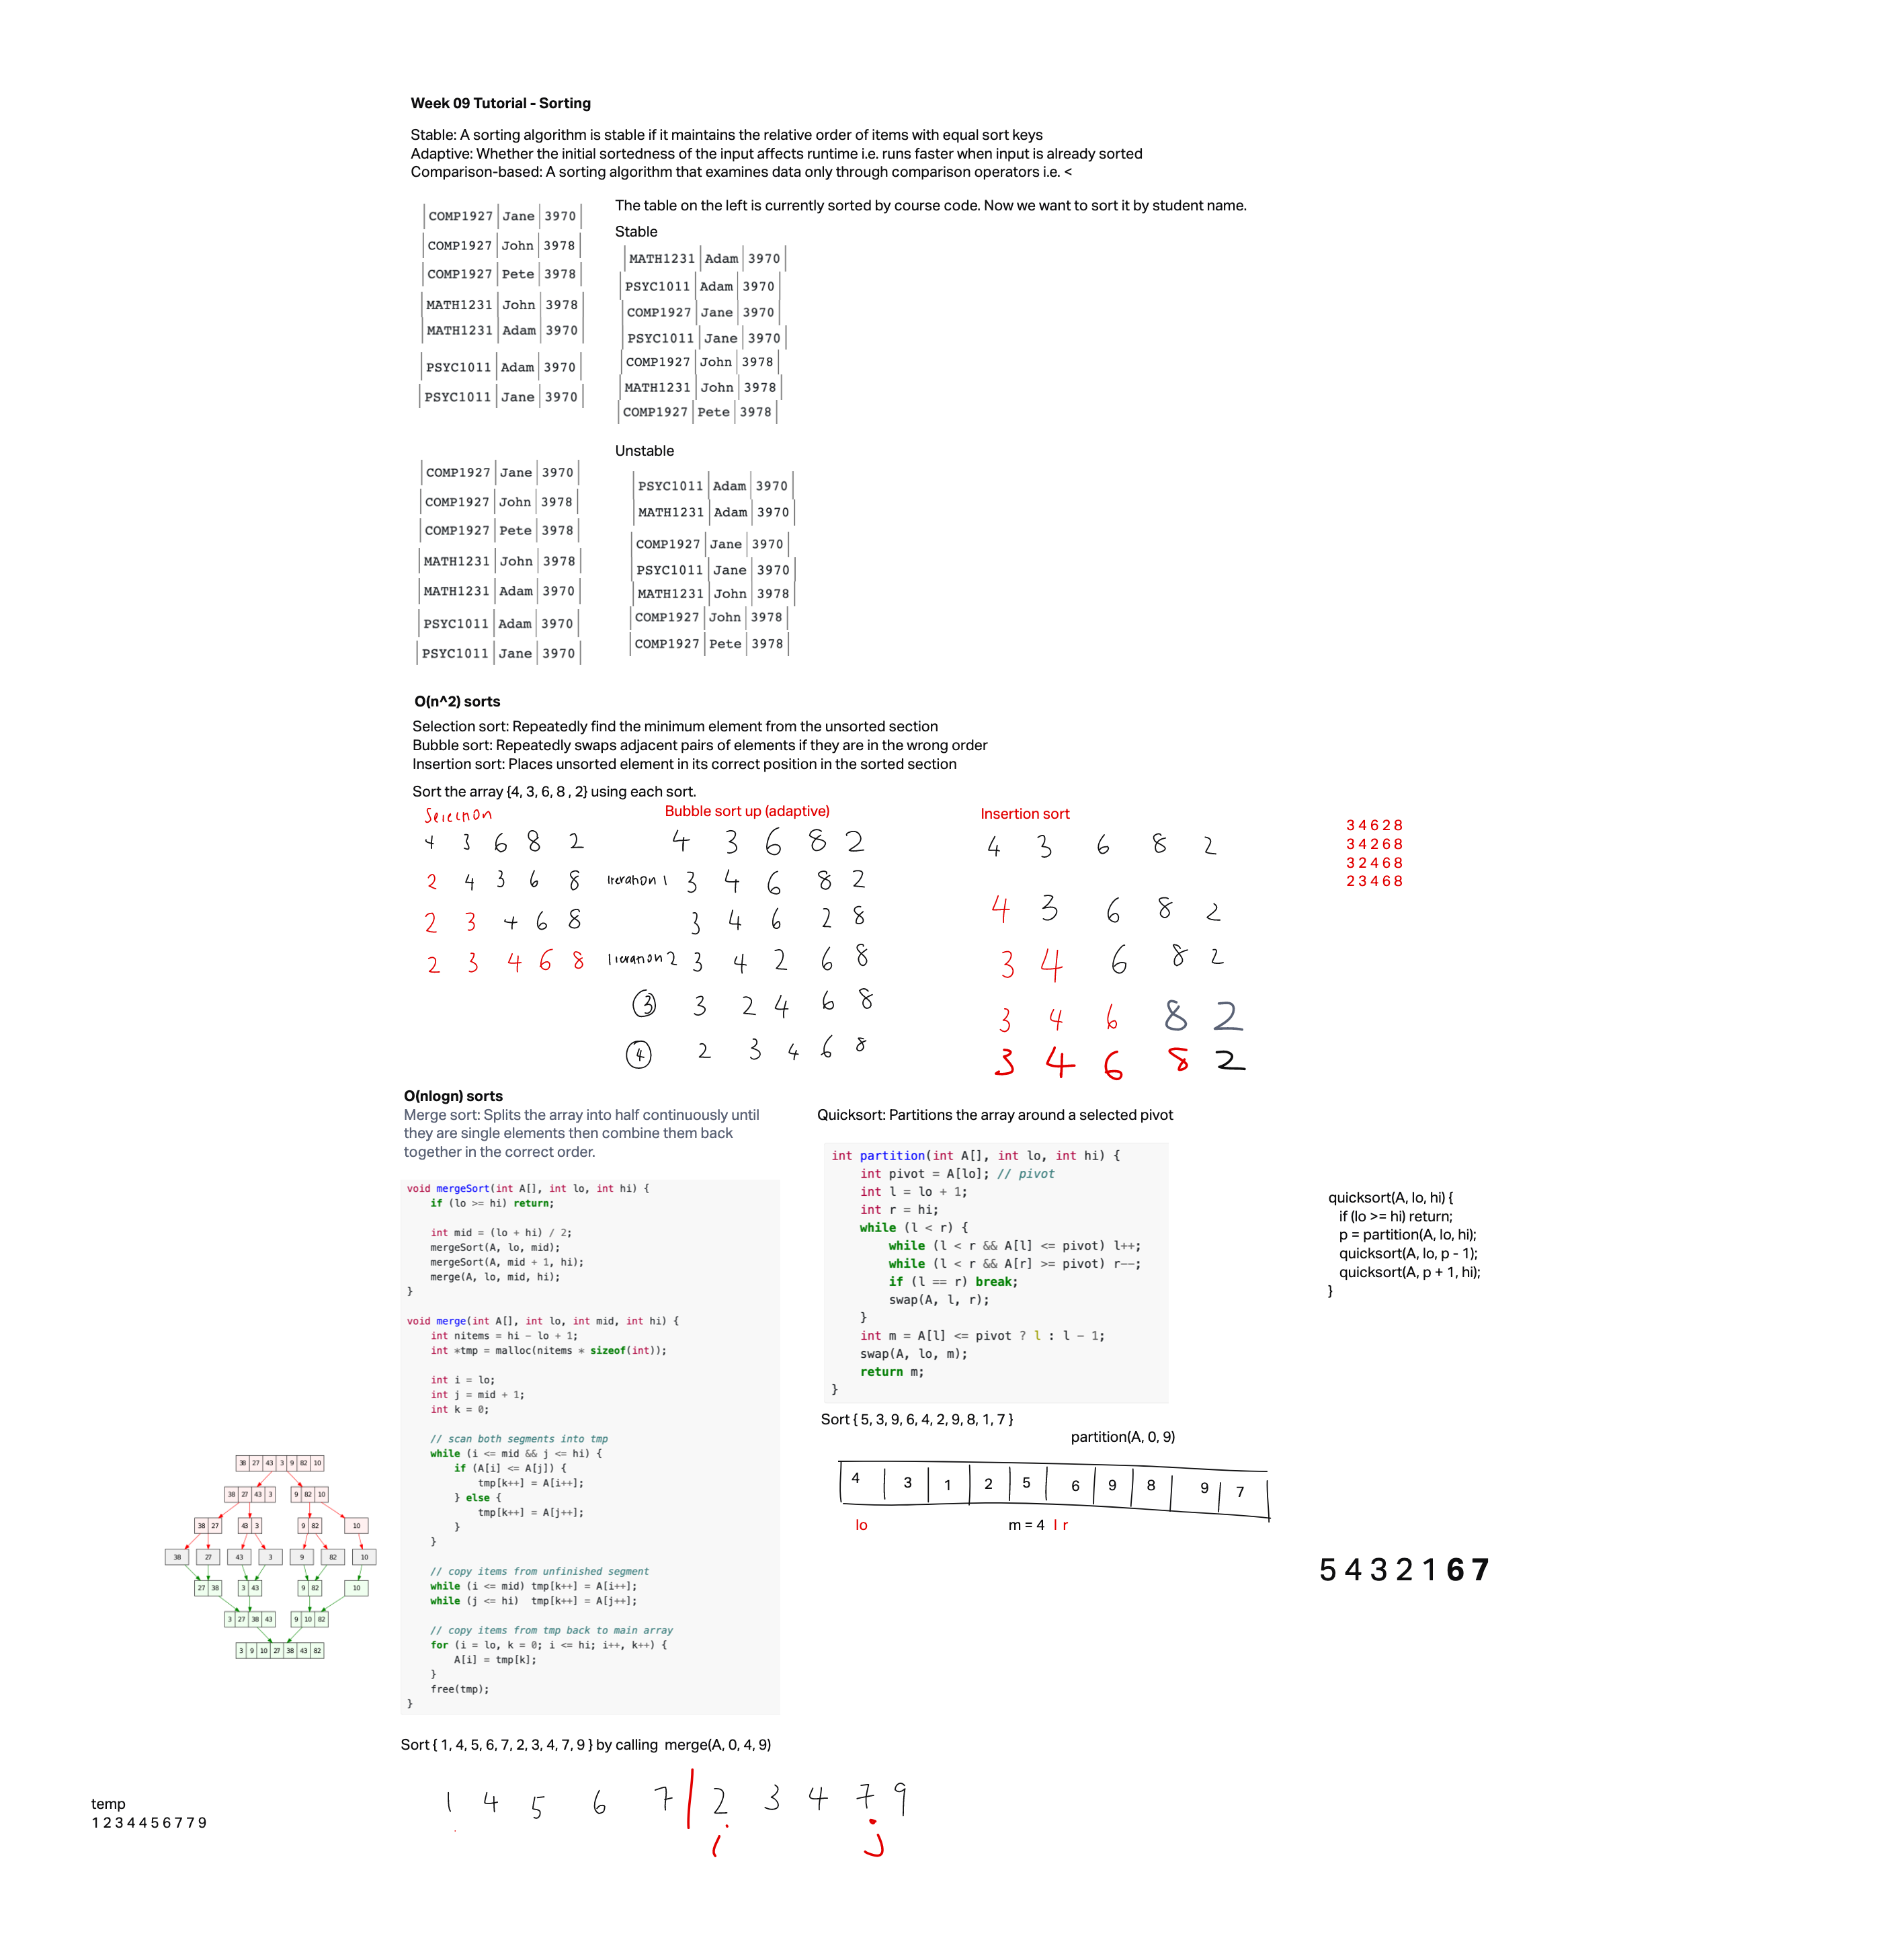 Week 09 Tutorial - Sorting
Stable: A sorting algorithm is stable if it maintains the relative order of items with equal sort keys
Adaptive: Whether the initial sortedness of the input affects runtime i.e. runs faster when input is already sorted
Comparison-based: A sorting algorithm that examines data only through comparison operators i.e. <
COMP1927 Jane 3970
COMP1927 John 3978
COMP1927 Pete 3978
MATH1231 John 3978
MATH1231 Adam 3970
PSYC1011 Adam 3970
PSYC1011 Jane 3970
The table on the left is currently sorted by course code. Now we want to sort it by student name.
Stable
MATH1231 Adam 3970
PSYC1011 Adam 3970
COMP1927 Jane 3970
PSYC1011 Jane 3970
COMP1927 John 3978
MATH1231 John 3978
COMP1927 Pete 3978
COMP1927 Jane 3970
COMP1927 John 3978
COMP1927 Pete 3978
MATH1231 John 3978
MATH1231 Adam 3970
PSYC1011 Adam 3970
PSYC1011 Jane 3970
Unstable
PSYC1011 Adam 3970
MATH1231 Adam 3970
COMP1927 Jane 3970
PSYC1011 Jane 3970
MATH1231 John 3978
COMP1927 John 3978
COMP1927 Pete 3978
O(n^2) sorts
Selection sort: Repeatedly find the minimum element from the unsorted section
Bubble sort: Repeatedly swaps adjacent pairs of elements if they are in the wrong order
Insertion sort: Places unsorted element in its correct position in the sorted section
Sort the array {4, 3, 6, 8 , 2} using each sort.
Selection
4 3 6 8 2
2 4 3 6 8
2 3 4 6 8
2 3 4 6 8
Bubble sort up (adaptive)
4 3 6 8 2
Iteration 1 3 4 6 8 2
3 4 6 2 8
Iteration 2 3 4 2 6 8
3 3 2 4 6 8
4 2 3 4 6 8
Insertion sort
4 3 6 8 2
4 3 6 8 2
3 4 6 8 2
3 4 6 8 2
3 4 6 8 2
3 4 6 2 8
3 4 2 6 8
3 2 4 6 8
2 3 4 6 8
O(nlogn) sorts
Merge sort: Splits the array into half continuously until
they are single elements then combine them back
together in the correct order.
void mergeSort(int A[], int lo, int hi) {
if (lo >= hi) return;
int mid = (lo + hi) / 2;
mergeSort(A, lo, mid);
mergeSort(A, mid + 1, hi);
merge(A, lo, mid, hi);
}
void merge(int A[], int lo, int mid, int hi) {
int nitems = hi - lo + 1;
int *tmp = malloc(nitems * sizeof(int));
int i = lo;
int j = mid + 1;
int k = 0;
// scan both segments into tmp
while (i <= mid && j <= hi) {
if (A[i] <= A[j]) {
tmp[k++] = A[i++];
} else {
tmp[k++] = A[j++];
}
}
// copy items from unfinished segment
while (i <= mid) tmp[k++] = A[i++];
while (j <= hi) tmp[k++] = A[j++];
// copy items from tmp back to main array
for (i = lo, k = 0; i <= hi; i++, k++) {
A[i] = tmp[k];
}
free(tmp);
}
38 27 43 3 9 82 10
38 27 43 3 9 82 10
38 27 43 3 9 82 10
38 27 43 3 9 82 10
27 38 3 43 9 82 10
3 27 38 43 9 10 82
3 9 10 27 38 43 82
Quicksort: Partitions the array around a selected pivot
int partition(int A[], int lo, int hi) {
int pivot = A[lo]; // pivot
int l = lo + 1;
int r = hi;
while (l < r) {
while (l < r && A[l] <= pivot) l++;
while (l < r && A[r] >= pivot) r--;
if (l == r) break;
swap(A, l, r);
}
int m = A[l] <= pivot ? l : l - 1;
swap(A, lo, m);
return m;
}
quicksort(A, lo, hi) {
if (lo >= hi) return;
p = partition(A, lo, hi);
quicksort(A, lo, p - 1);
quicksort(A, p + 1, hi);
}
Sort { 5, 3, 9, 6, 4, 2, 9, 8, 1, 7 }
partition(A, 0, 9)
4 3 1 2 5 6 9 8 9 7
lo m = 4 l r
5 4 3 2 1 6 7
Sort { 1, 4, 5, 6, 7, 2, 3, 4, 7, 9 } by calling merge(A, 0, 4, 9)
1 4 5 6 7 2 3 4 7 9
i j
temp
1 2 3 4 4 5 6 7 7 9